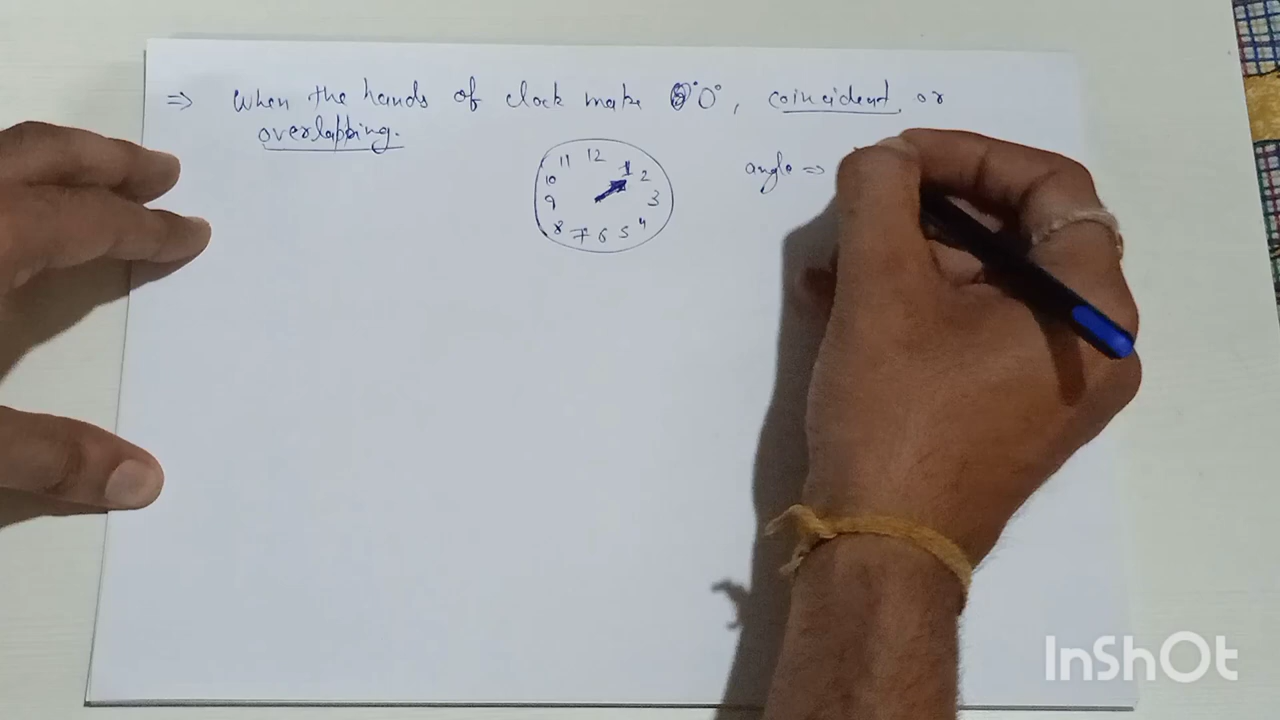 ⇒ When the hands of clock make 0°, coincident or
overlapping.
11 12 1
10 2
9 3
8 7 6 5 4
angle ⇒
InShOt